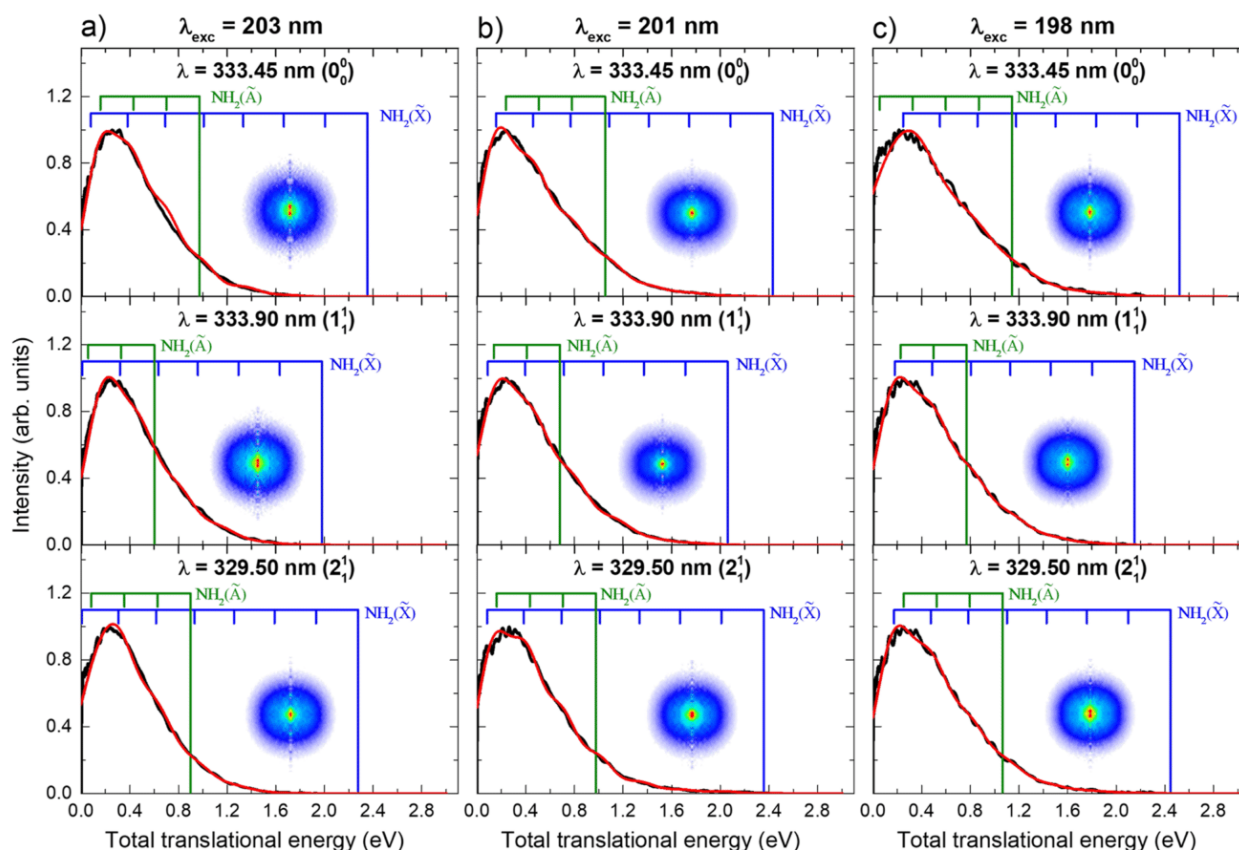 a) λexc = 203 nm
b) λexc = 201 nm
c) λexc = 198 nm
λ = 333.45 nm (0⁰₀)
λ = 333.45 nm (0⁰₀)
λ = 333.45 nm (0⁰₀)
NH₂(Ã)
NH₂(X̃)
NH₂(Ã)
NH₂(X̃)
NH₂(Ã)
NH₂(X̃)
1.2
0.8
0.4
0.0
λ = 333.90 nm (1¹₁)
λ = 333.90 nm (1¹₁)
λ = 333.90 nm (1¹₁)
NH₂(Ã)
NH₂(X̃)
NH₂(Ã)
NH₂(X̃)
NH₂(Ã)
NH₂(X̃)
1.2
0.8
0.4
0.0
Intensity (arb. units)
λ = 329.50 nm (2¹₁)
λ = 329.50 nm (2¹₁)
λ = 329.50 nm (2¹₁)
NH₂(Ã)
NH₂(X̃)
NH₂(Ã)
NH₂(X̃)
NH₂(Ã)
NH₂(X̃)
1.2
0.8
0.4
0.0
0.0 0.4 0.8 1.2 1.6 2.0 2.4 2.8
0.0 0.4 0.8 1.2 1.6 2.0 2.4 2.8
0.0 0.4 0.8 1.2 1.6 2.0 2.4 2.8
Total translational energy (eV)
Total translational energy (eV)
Total translational energy (eV)